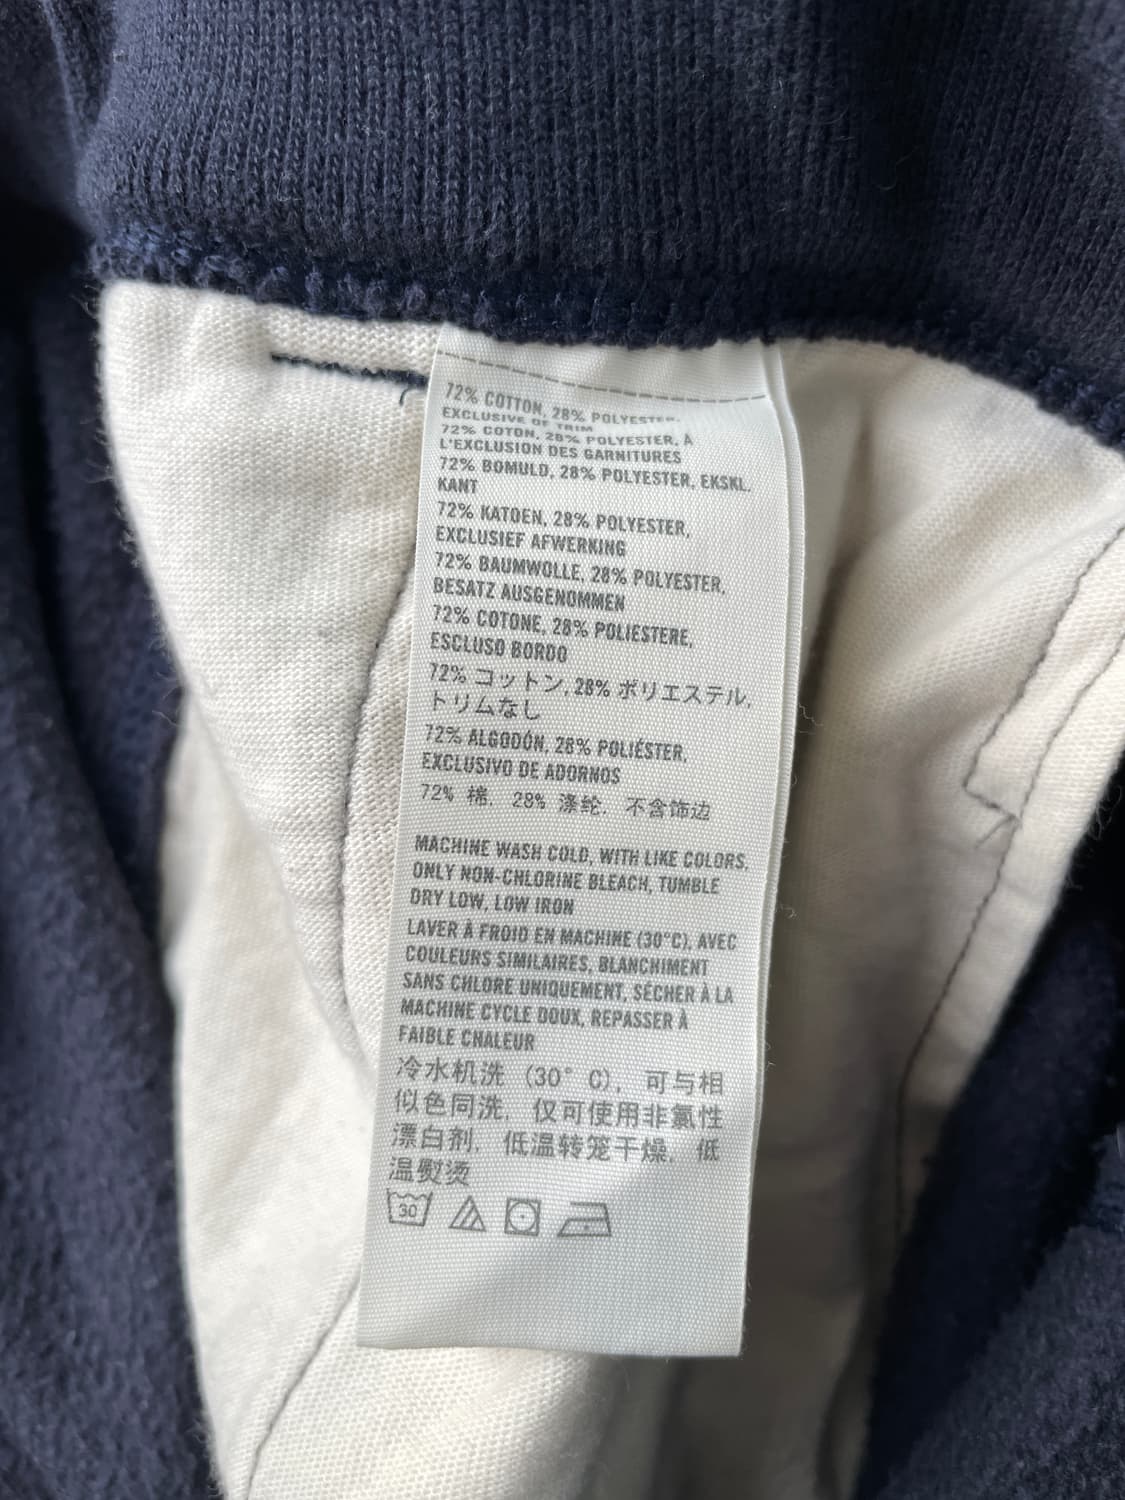 72% COTTON, 28% POLYESTER,
EXCLUSIVE OF TRIM
72% COTON, 28% POLYESTER, À
L'EXCLUSION DES GARNITURES
72% BOMULD, 28% POLYESTER, EKSKL.
KANT
72% KATOEN, 28% POLYESTER,
EXCLUSIEF AFWERKING
72% BAUMWOLLE, 28% POLYESTER,
BESATZ AUSGENOMMEN
72% COTONE, 28% POLIESTERE,
ESCLUSO BORDO
72% コットン, 28% ポリエステル,
トリムなし
72% ALGODÓN, 28% POLIÉSTER,
EXCLUSIVO DE ADORNOS
72% 棉, 28% 涤纶, 不含饰边
MACHINE WASH COLD, WITH LIKE COLORS,
ONLY NON-CHLORINE BLEACH, TUMBLE
DRY LOW, LOW IRON
LAVER À FROID EN MACHINE (30°C), AVEC
COULEURS SIMILAIRES, BLANCHIMENT
SANS CHLORE UNIQUEMENT, SÉCHER À LA
MACHINE CYCLE DOUX, REPASSER À
FAIBLE CHALEUR
冷水机洗 (30° C), 可与相
似色同洗, 仅可使用非氯性
漂白剂, 低温转笼干燥, 低
温熨烫
30